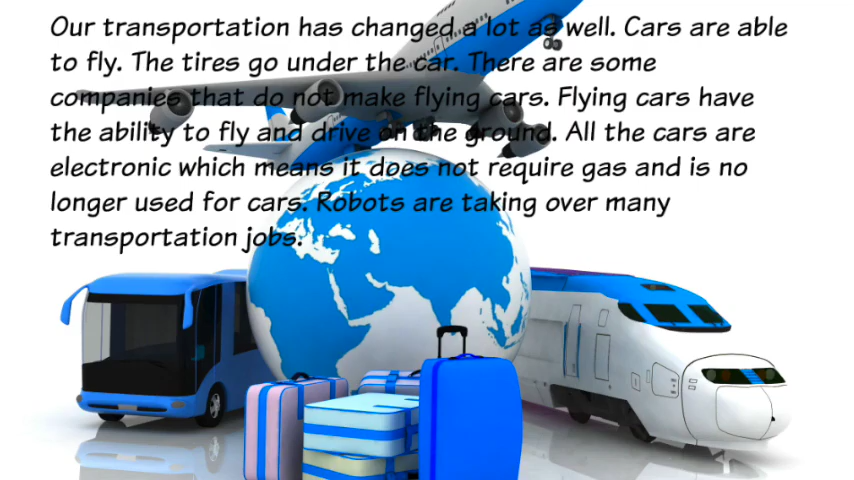 Our transportation has changed a lot as well. Cars are able
to fly. The tires go under the car. There are some
companies that do not make flying cars. Flying cars have
the ability to fly and drive on the ground. All the cars are
electronic which means it does not require gas and is no
longer used for cars. Robots are taking over many
transportation jobs.